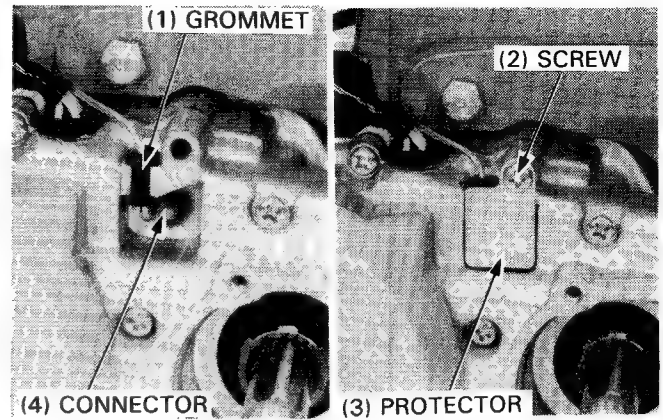 (1) GROMMET
(2) SCREW
(4) CONNECTOR
(3) PROTECTOR